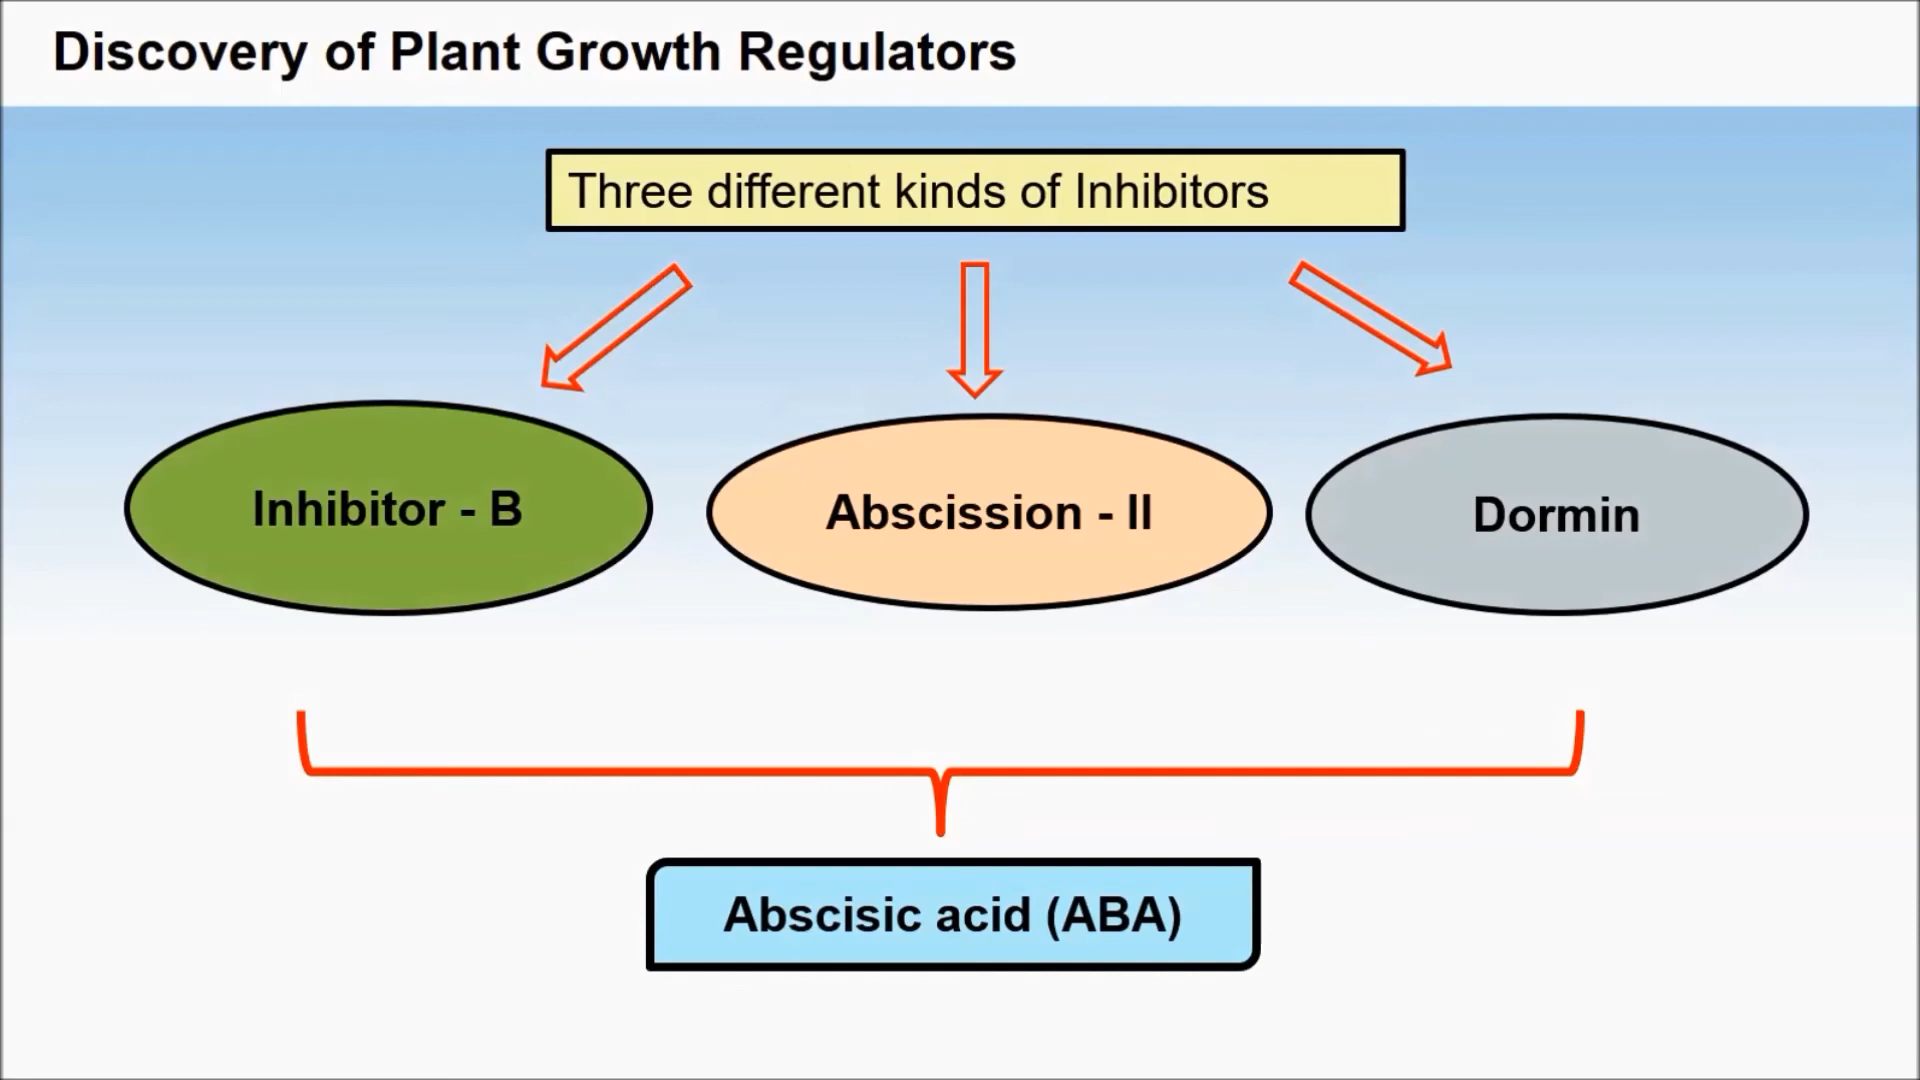 Discovery of Plant Growth Regulators
Three different kinds of Inhibitors
Inhibitor - B
Abscission - II
Dormin
Abscisic acid (ABA)